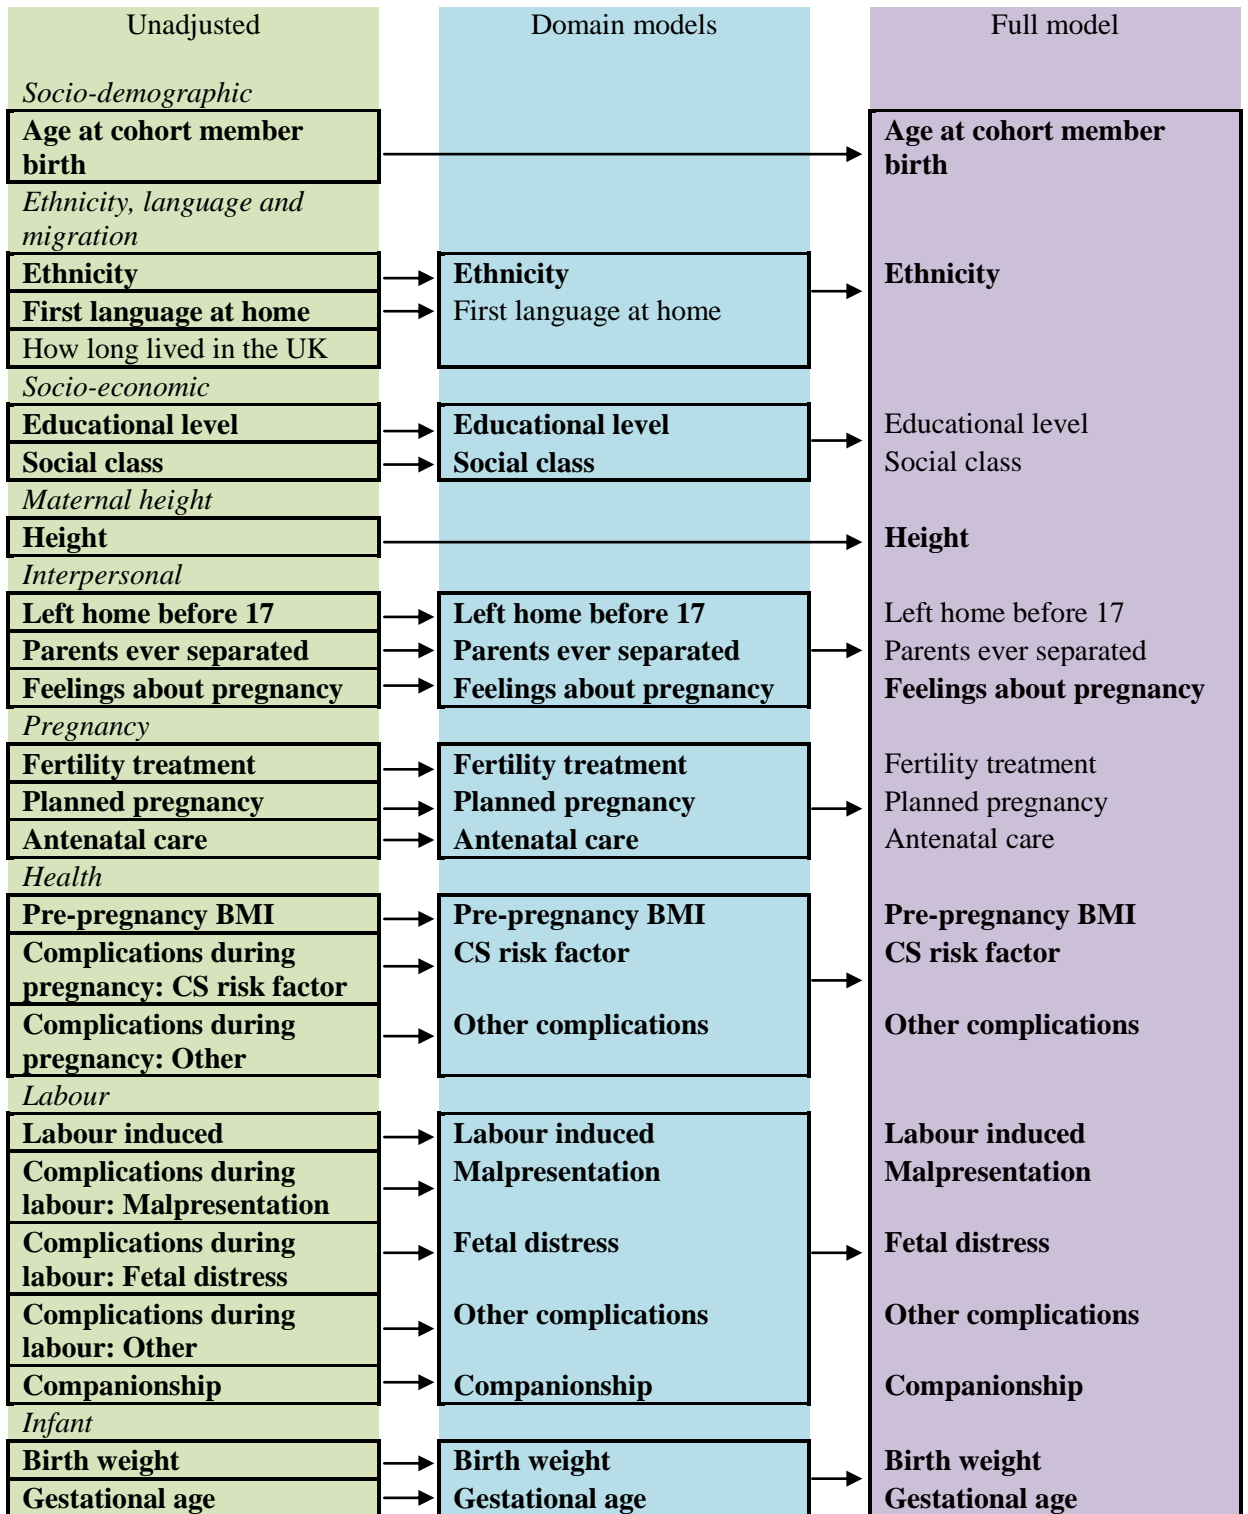 Unadjusted Domain models Full model
Socio-demographic
Age at cohort member birth Age at cohort member birth
Ethnicity, language and migration
Ethnicity Ethnicity Ethnicity
First language at home First language at home
How long lived in the UK
Socio-economic
Educational level Educational level Educational level
Social class Social class Social class
Maternal height
Height Height
Interpersonal
Left home before 17 Left home before 17 Left home before 17
Parents ever separated Parents ever separated Parents ever separated
Feelings about pregnancy Feelings about pregnancy Feelings about pregnancy
Pregnancy
Fertility treatment Fertility treatment Fertility treatment
Planned pregnancy Planned pregnancy Planned pregnancy
Antenatal care Antenatal care Antenatal care
Health
Pre-pregnancy BMI Pre-pregnancy BMI Pre-pregnancy BMI
Complications during pregnancy: CS risk factor CS risk factor CS risk factor
Complications during pregnancy: Other Other complications Other complications
Labour
Labour induced Labour induced Labour induced
Complications during labour: Malpresentation Malpresentation Malpresentation
Complications during labour: Fetal distress Fetal distress Fetal distress
Complications during labour: Other Other complications Other complications
Companionship Companionship Companionship
Infant
Birth weight Birth weight Birth weight
Gestational age Gestational age Gestational age